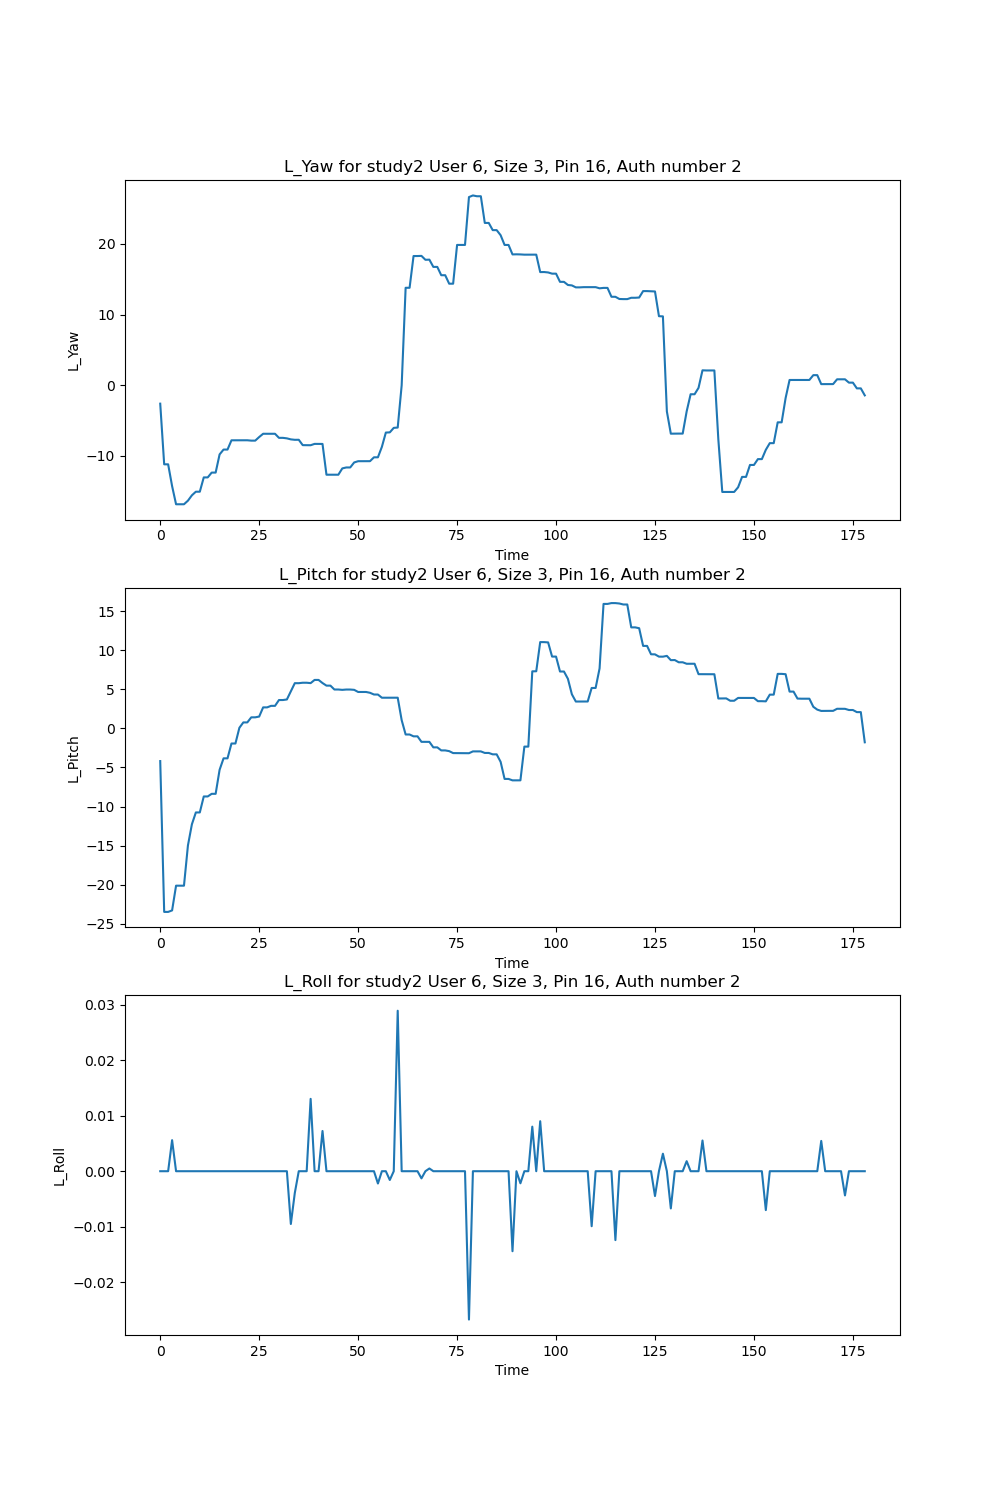 L_Yaw for study2 User 6, Size 3, Pin 16, Auth number 2
20
10
0
−10
L_Yaw
0 25 50 75 100 125 150 175
Time
L_Pitch for study2 User 6, Size 3, Pin 16, Auth number 2
15
10
5
0
−5
−10
−15
−20
−25
L_Pitch
0 25 50 75 100 125 150 175
Time
L_Roll for study2 User 6, Size 3, Pin 16, Auth number 2
0.03
0.02
0.01
0.00
−0.01
−0.02
L_Roll
0 25 50 75 100 125 150 175
Time